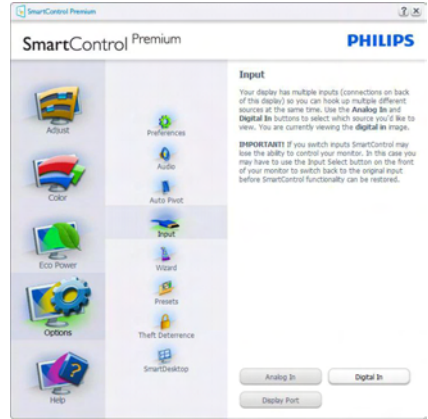 SmartControl Premium
SmartControl Premium
PHILIPS
Adjust
Color
Eco Power
Options
Help
Preferences
Audio
Auto Pivot
Input
Wizard
Presets
Theft Deterrence
SmartDesktop
Input
Your display has multiple inputs (connections on back
of this display) so you can hook up multiple different
sources at the same time. Use the Analog In and
Digital In buttons to select which source you'd like to
view. You are currently viewing the digital-in image.
IMPORTANT! If you switch inputs SmartControl may
lose the ability to control your monitor. In this case you
may have to use the Input Select button on the front
of your monitor to switch back to the original input
before SmartControl functionality can be restored.
Analog In
Digital In
Display Port